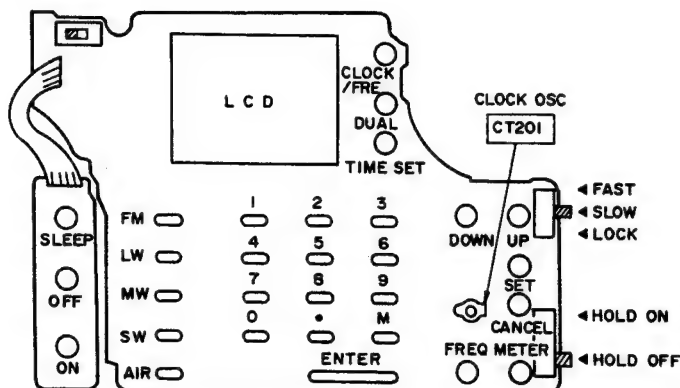 LCD
CLOCK
/FRE
DUAL
TIME SET
CLOCK OSC
CT201
FAST
SLOW
LOCK
SLEEP
OFF
ON
FM
LW
MW
SW
AIR
1 2 3
4 5 6
7 8 9
0 • M
ENTER
DOWN UP
SET
CANCEL
FREQ METER
HOLD ON
HOLD OFF